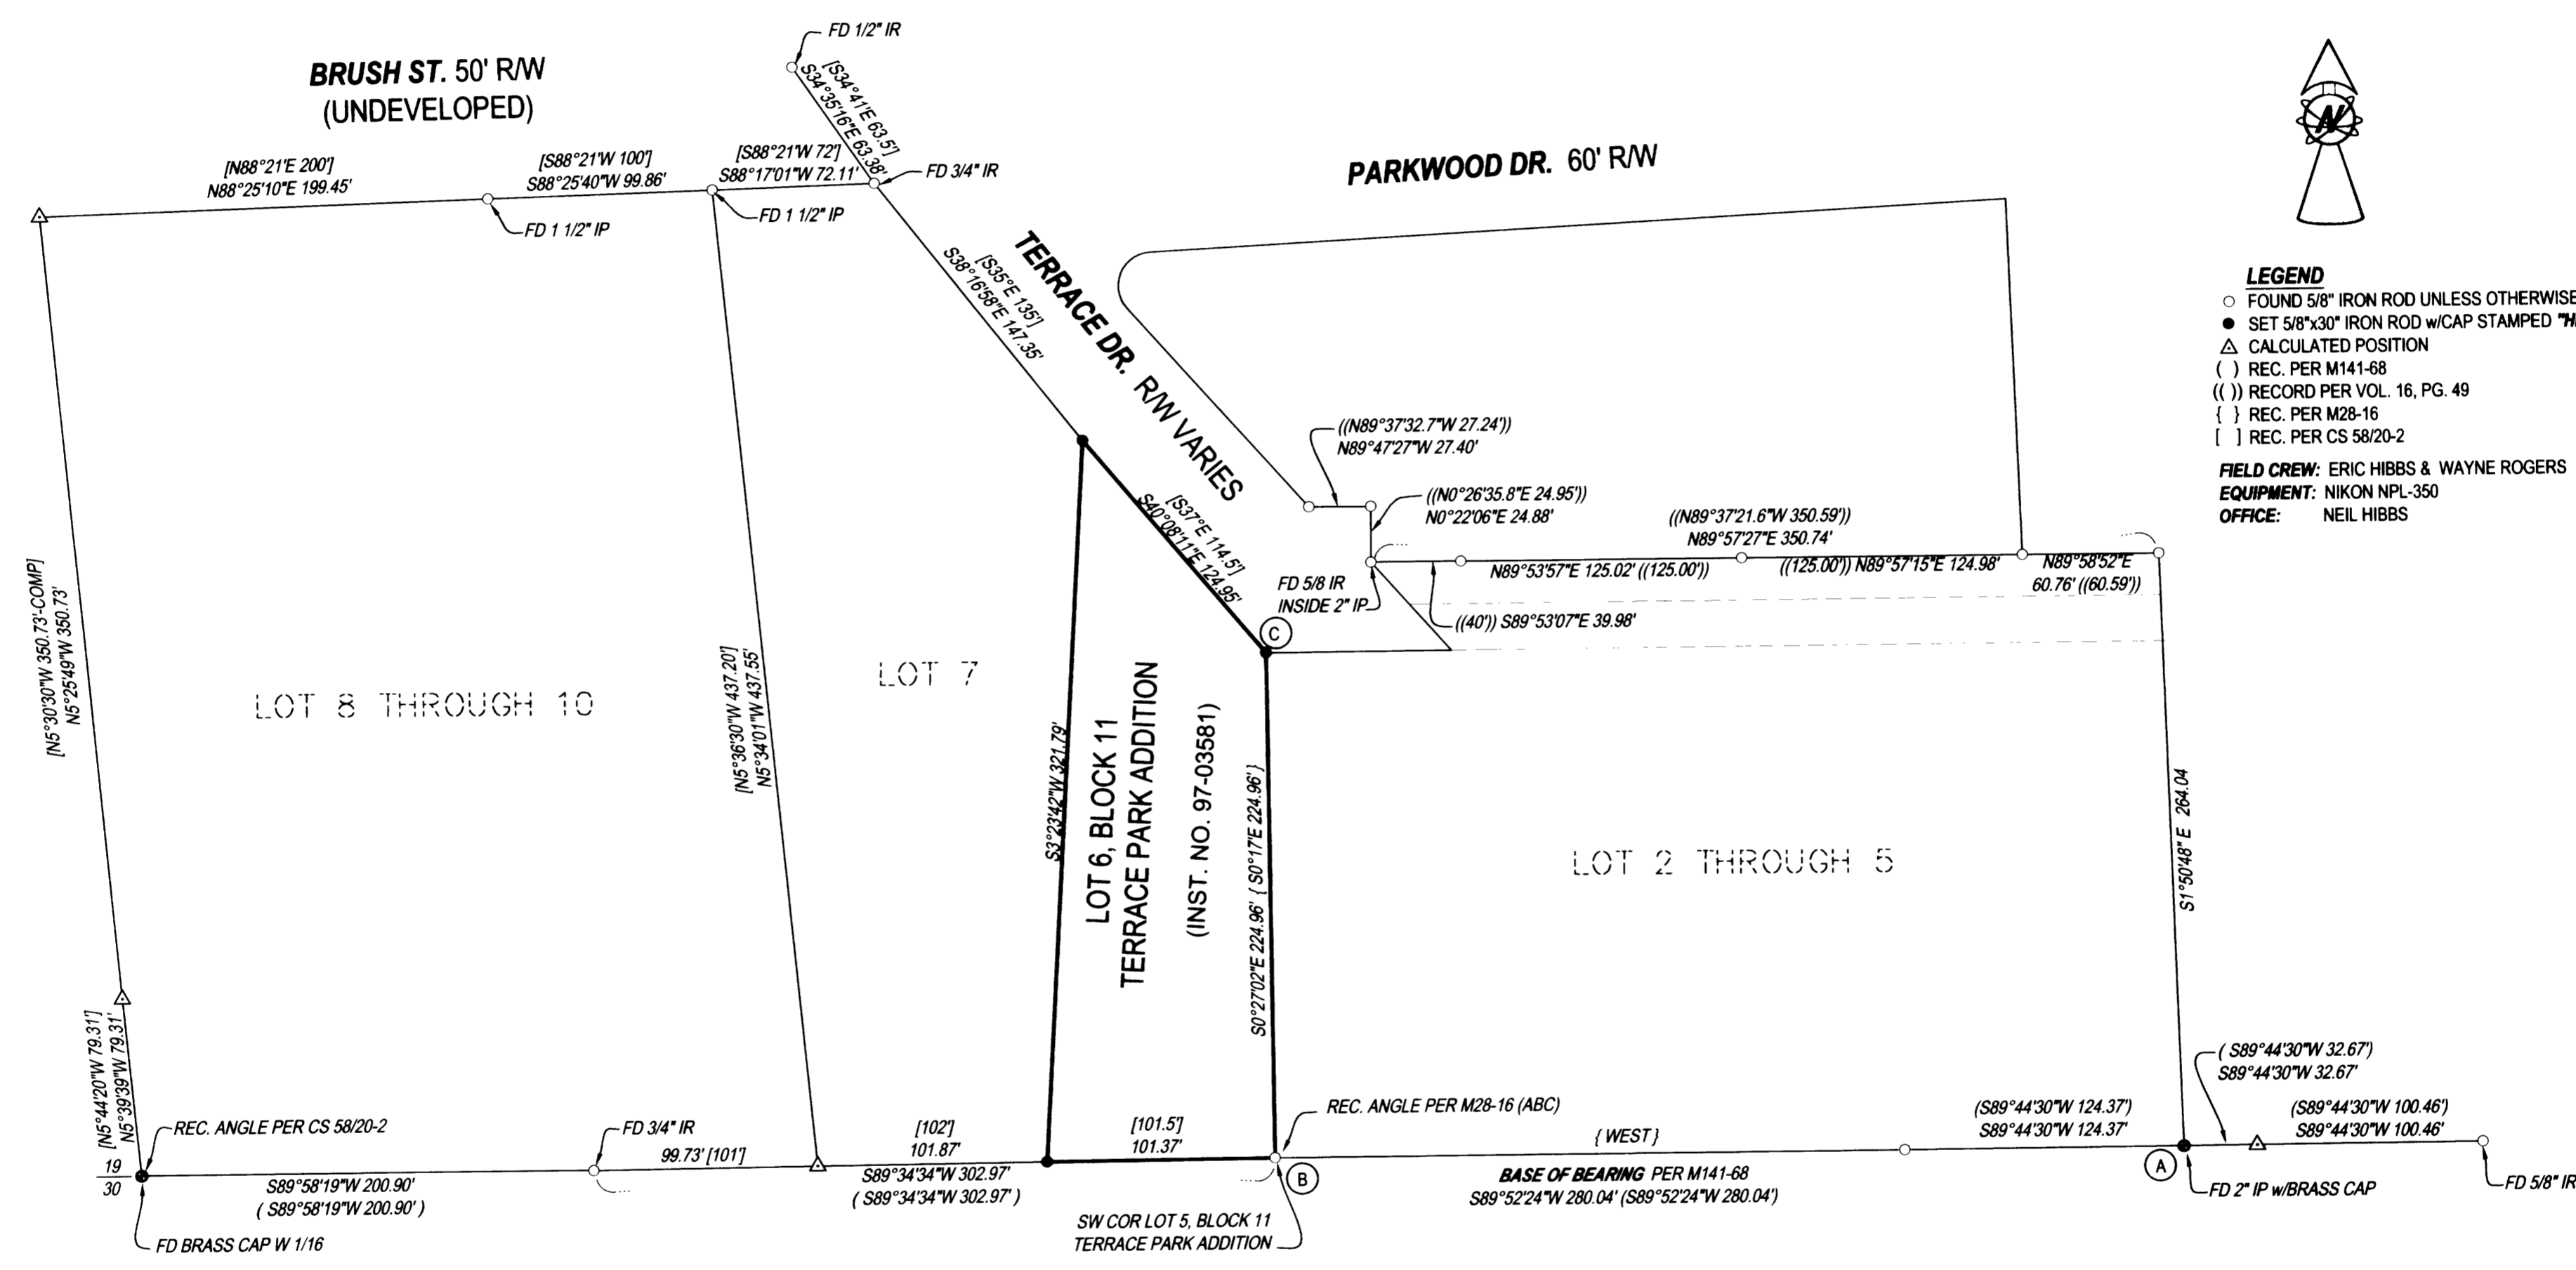 FD 1/2" IR
BRUSH ST. 50' R/W
(UNDEVELOPED)
[S34°41'E 63.5']
S34°35'16"E 63.38'
[N88°21'E 200']
N88°25'10"E 199.45'
[S88°21'W 100']
S88°25'40"W 99.86'
[S88°21'W 72']
S88°17'01"W 72.11'
FD 3/4" IR
FD 1 1/2" IP
FD 1 1/2" IP
PARKWOOD DR. 60' R/W
N
TERRACE DR. R/W VARIES
[S35°E 135']
S38°16'58"E 147.35'
LEGEND
FOUND 5/8" IRON ROD UNLESS OTHERWISE
SET 5/8"x30" IRON ROD w/CAP STAMPED
CALCULATED POSITION
( ) REC. PER M141-68
(( )) RECORD PER VOL. 16, PG. 49
{ } REC. PER M28-16
[ ] REC. PER CS 58/20-2
FIELD CREW: ERIC HIBBS & WAYNE ROGERS
EQUIPMENT: NIKON NPL-350
OFFICE: NEIL HIBBS
((N89°37'32.7"W 27.24'))
N89°47'27"W 27.40'
((N0°26'35.8"E 24.95'))
N0°22'06"E 24.88'
((N89°37'21.6"W 350.59'))
N89°57'27"E 350.74'
N89°53'57"E 125.02' ((125.00'))
((125.00')) N89°57'15"E 124.98'
N89°58'52"E
60.76' ((60.59'))
FD 5/8 IR
INSIDE 2" IP
((40')) S89°53'07"E 39.98'
[S37°E 114.5']
S40°08'11"E 124.95'
C
[N5°30'30"W 350.73'-COMP]
N5°25'49"W 350.73'
LOT 8 THROUGH 10
[N5°36'30"W 437.20']
N5°34'01"W 437.55'
LOT 7
S3°23'42"W 321.79'
LOT 6, BLOCK 11
TERRACE PARK ADDITION
(INST. NO. 97-03581)
S0°27'02"E 224.96' { S0°17'E 224.96' }
LOT 2 THROUGH 5
S1°50'48" E 264.04
[N5°44'20"W 79.31']
N5°39'39"W 79.31'
REC. ANGLE PER CS 58/20-2
FD 3/4" IR
99.73' [101']
[102']
101.87'
[101.5']
101.37'
REC. ANGLE PER M28-16 (ABC)
{ WEST }
(S89°44'30"W 124.37')
S89°44'30"W 124.37'
( S89°44'30"W 32.67')
S89°44'30"W 32.67'
(S89°44'30"W 100.46')
S89°44'30"W 100.46'
19
30
S89°58'19"W 200.90'
( S89°58'19"W 200.90' )
S89°34'34"W 302.97'
( S89°34'34"W 302.97' )
B
BASE OF BEARING PER M141-68
S89°52'24"W 280.04' (S89°52'24"W 280.04')
A
FD 2" IP w/BRASS CAP
FD 5/8" IR
FD BRASS CAP W 1/16
SW COR LOT 5, BLOCK 11
TERRACE PARK ADDITION